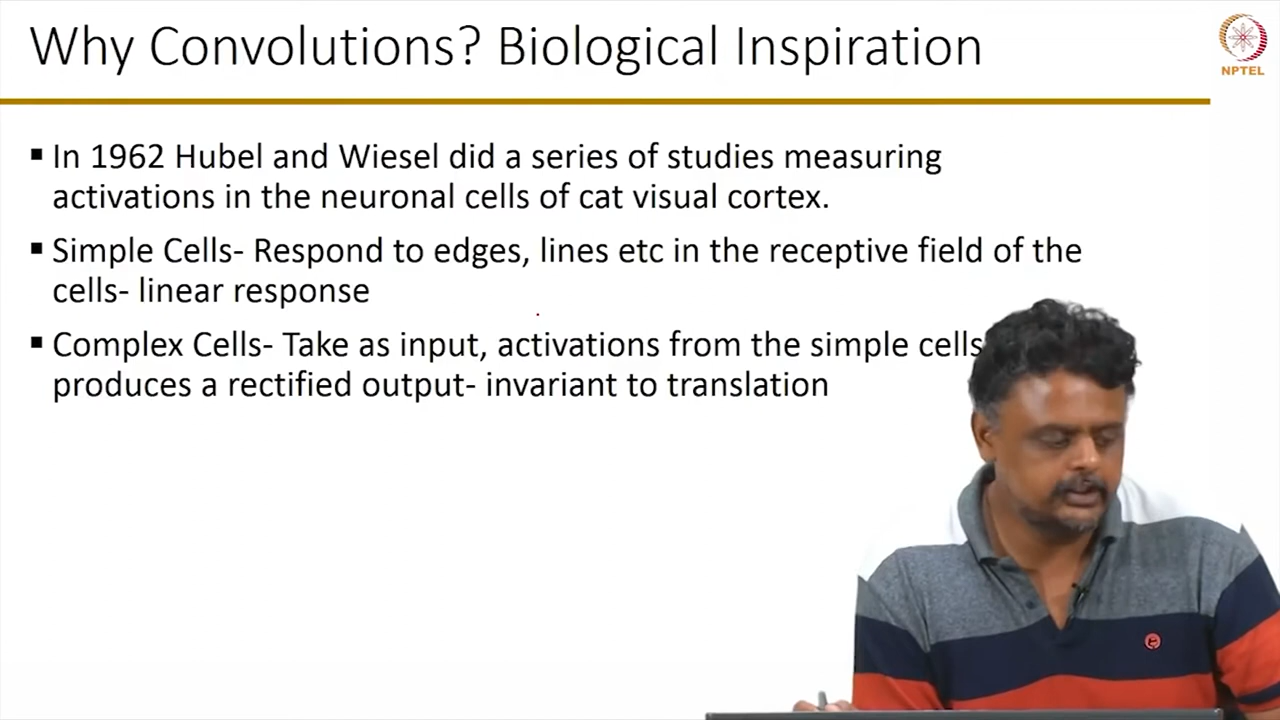 Why Convolutions? Biological Inspiration
NPTEL
▪ In 1962 Hubel and Wiesel did a series of studies measuring
activations in the neuronal cells of cat visual cortex.
▪ Simple Cells- Respond to edges, lines etc in the receptive field of the
cells- linear response
▪ Complex Cells- Take as input, activations from the simple cells
produces a rectified output- invariant to translation